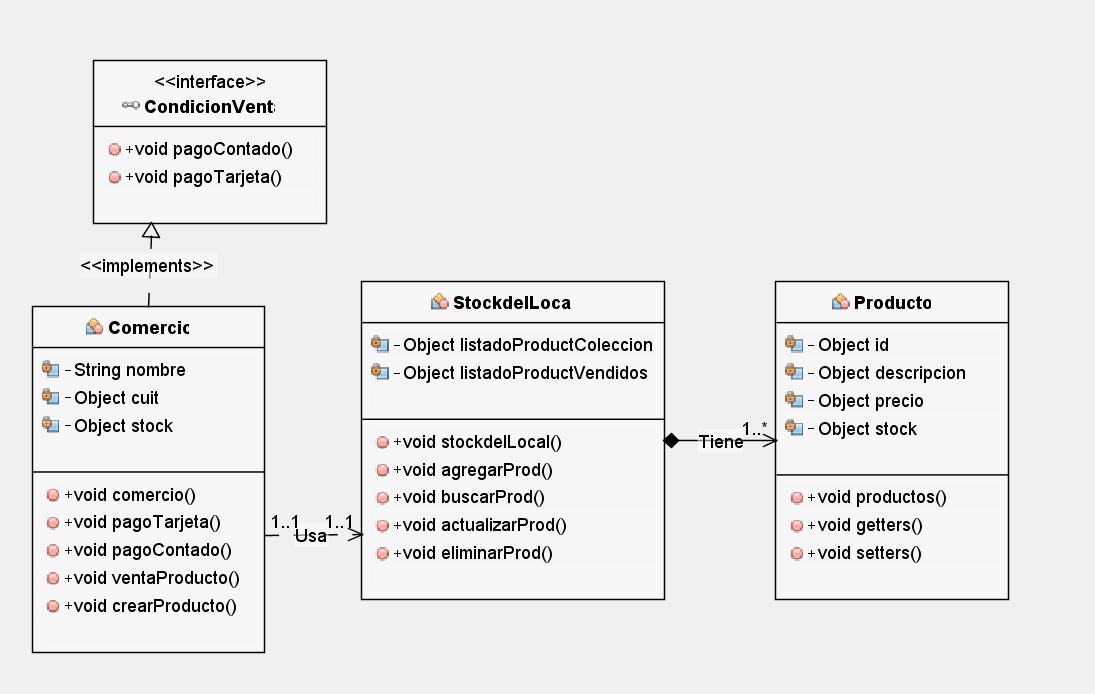 <<interface>>
CondicionVent
+void pagoContado()
+void pagoTarjeta()
<<implements>>
Comercic
-String nombre
-Object cuit
-Object stock
+void comercio()
+void pagoTarjeta()
+void pagoContado()
+void ventaProducto()
+void crearProducto()
1..1
Usa
1..1
StockdelLoca
-Object listadoProductColeccion
-Object listadoProductVendidos
+void stockdelLocal()
+void agregarProd()
+void buscarProd()
+void actualizarProd()
+void eliminarProd()
Tiene
1..*
Producto
-Object id
-Object descripcion
-Object precio
-Object stock
+void productos()
+void getters()
+void setters()